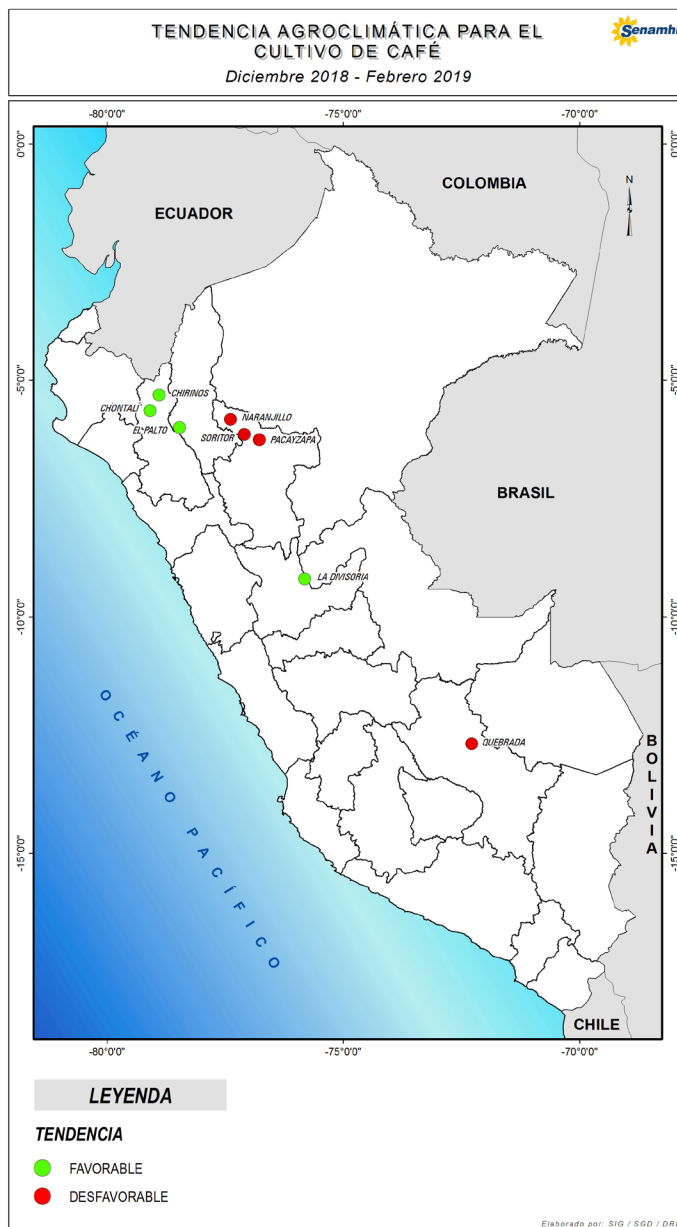 TENDENCIA AGROCLIMÁTICA PARA EL
CULTIVO DE CAFÉ
Diciembre 2018 - Febrero 2019
Senamhi
-80°0'0" -75°0'0" -70°0'0"
0°0'0" 0°0'0"
N
COLOMBIA
ECUADOR
-5°0'0" -5°0'0"
CHIRINOS
CHONTALÍ
NARANJILLO
EL PALTO
SORITOR
PACAYZAPA
BRASIL
LA DIVISORIA
-10°0'0" -10°0'0"
OCÉANO PACÍFICO
QUEBRADA
BOLIVIA
-15°0'0" -15°0'0"
CHILE
-80°0'0" -75°0'0" -70°0'0"
LEYENDA
TENDENCIA
FAVORABLE
DESFAVORABLE
Elaborado por: SIG / SGD / DRD